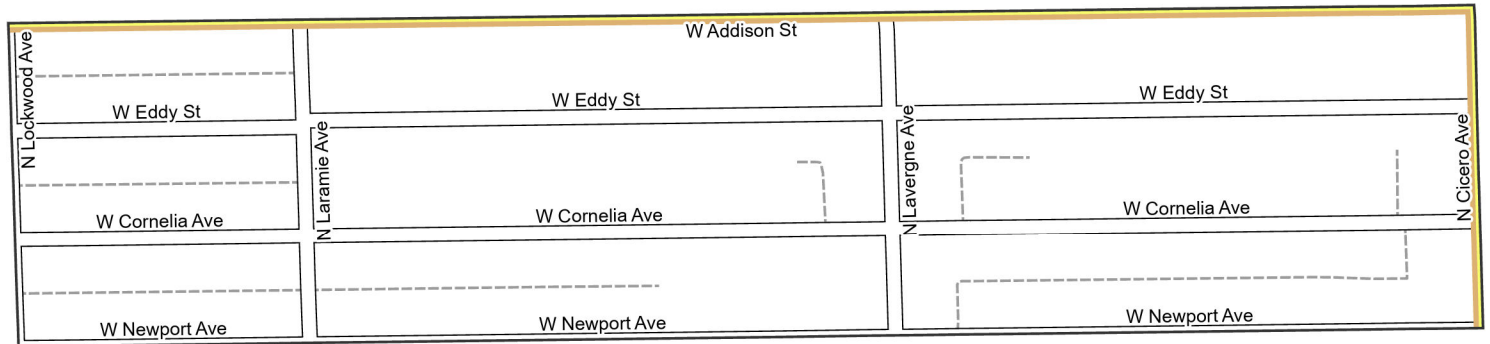 W Addison St
N Lockwood Ave
W Eddy St
W Eddy St
W Eddy St
N Laramie Ave
N Lavergne Ave
N Cicero Ave
W Cornelia Ave
W Cornelia Ave
W Cornelia Ave
W Newport Ave
W Newport Ave
W Newport Ave